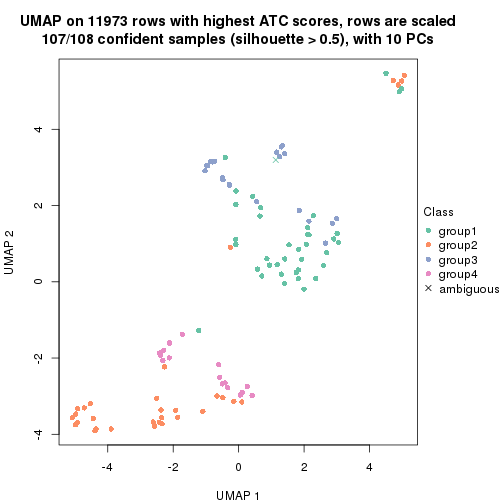 UMAP on 11973 rows with highest ATC scores, rows are scaled
107/108 confident samples (silhouette > 0.5), with 10 PCs
UMAP 2
4
2
0
-2
-4
-4
-2
0
2
4
UMAP 1
Class
group1
group2
group3
group4
ambiguous